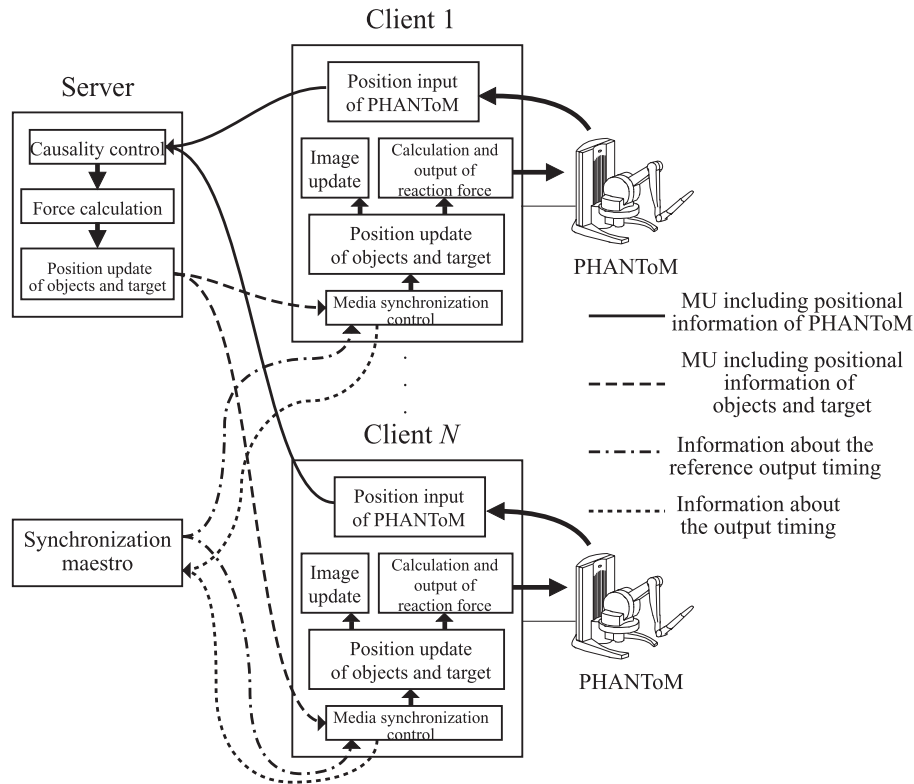 Client 1
Server
Position input
of PHANToM
Causality control
Image
update
Calculation and
output of
reaction force
Force calculation
Position update
of objects and target
Position update
of objects and target
Media synchronization
control
PHANToM
MU including positional
information of PHANToM
MU including positional
information of
objects and target
Information about the
reference output timing
Information about
the output timing
Client N
Position input
of PHANToM
Synchronization
maestro
Image
update
Calculation and
output of
reaction force
Position update
of objects and target
Media synchronization
control
PHANToM